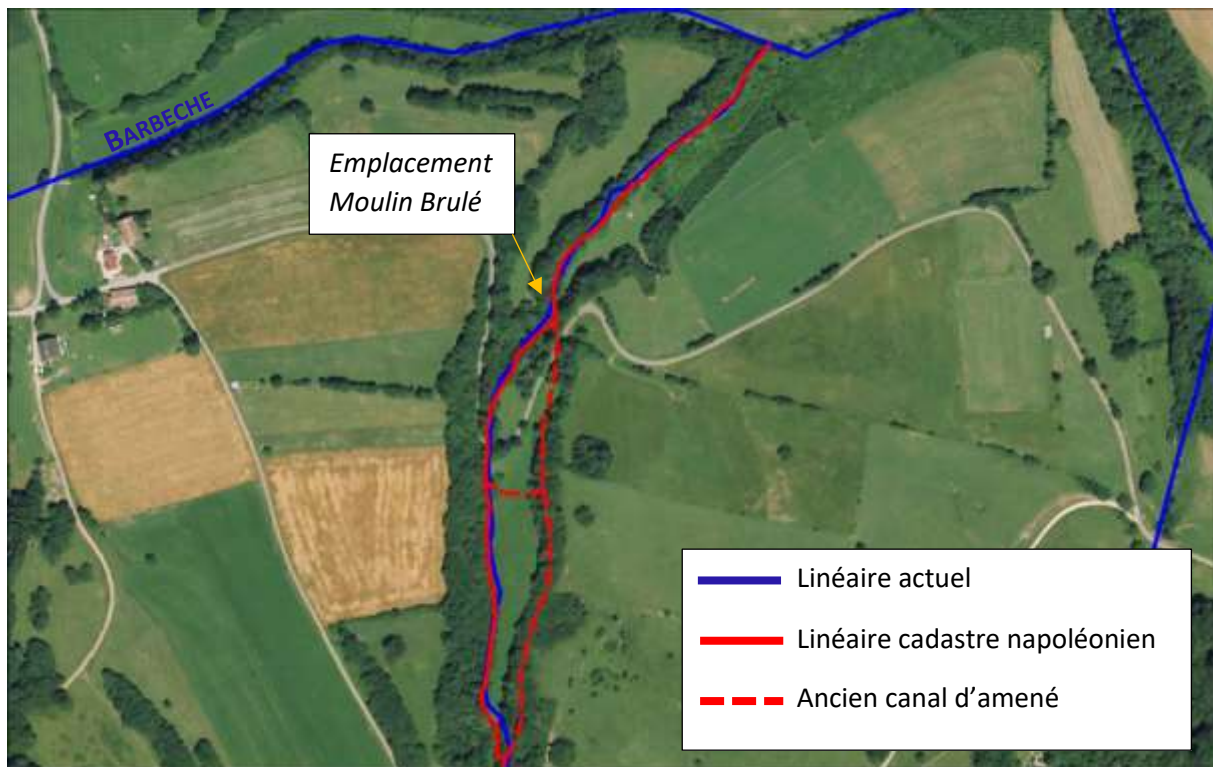 BARBECHE
Emplacement
Moulin Brulé
Linéaire actuel
Linéaire cadastre napoléonien
Ancien canal d’amené